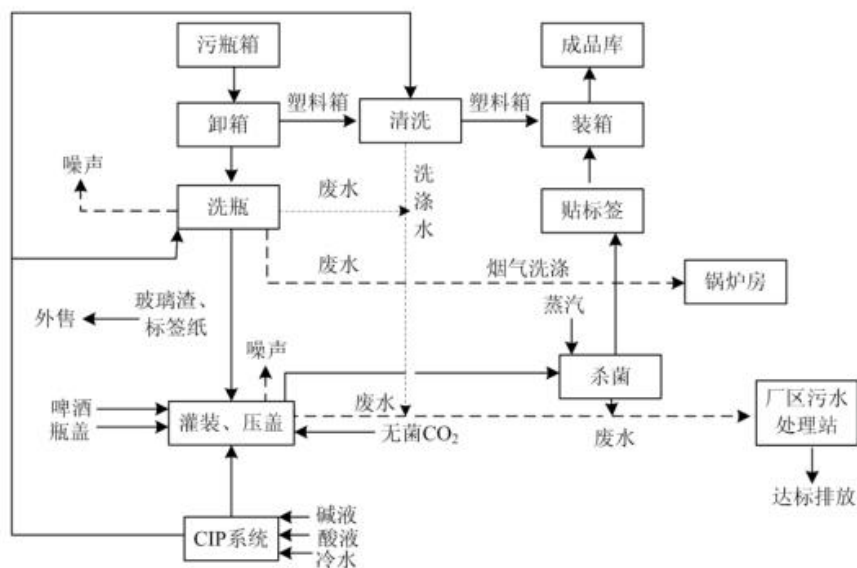 污瓶箱
成品库
塑料箱
塑料箱
卸箱
清洗
装箱
噪声
洗瓶
废水
洗
涤
水
贴标签
废水
烟气洗涤
锅炉房
玻璃渣、
标签纸
外售
蒸汽
噪声
杀菌
啤酒
瓶盖
灌装、压盖
废水
无菌CO₂
废水
厂区污水
处理站
达标排放
CIP系统
碱液
酸液
冷水